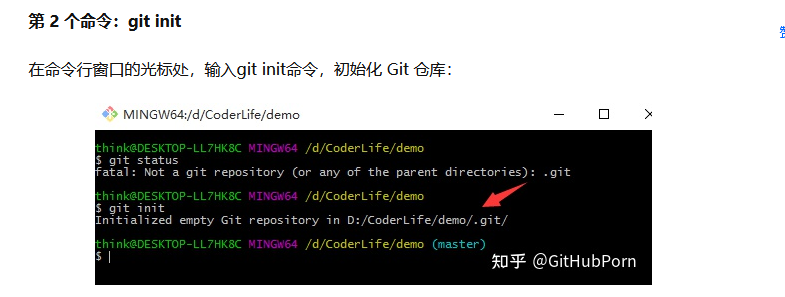 第 2 个命令：git init
在命令行窗口的光标处，输入git init命令，初始化 Git 仓库：
MINGW64:/d/CoderLife/demo
think@DESKTOP-LL7HK8C MINGW64 /d/CoderLife/demo
$ git status
fatal: Not a git repository (or any of the parent directories): .git
think@DESKTOP-LL7HK8C MINGW64 /d/CoderLife/demo
$ git init
Initialized empty Git repository in D:/CoderLife/demo/.git/
think@DESKTOP-LL7HK8C MINGW64 /d/CoderLife/demo (master)
$
知乎 @GitHubPorn